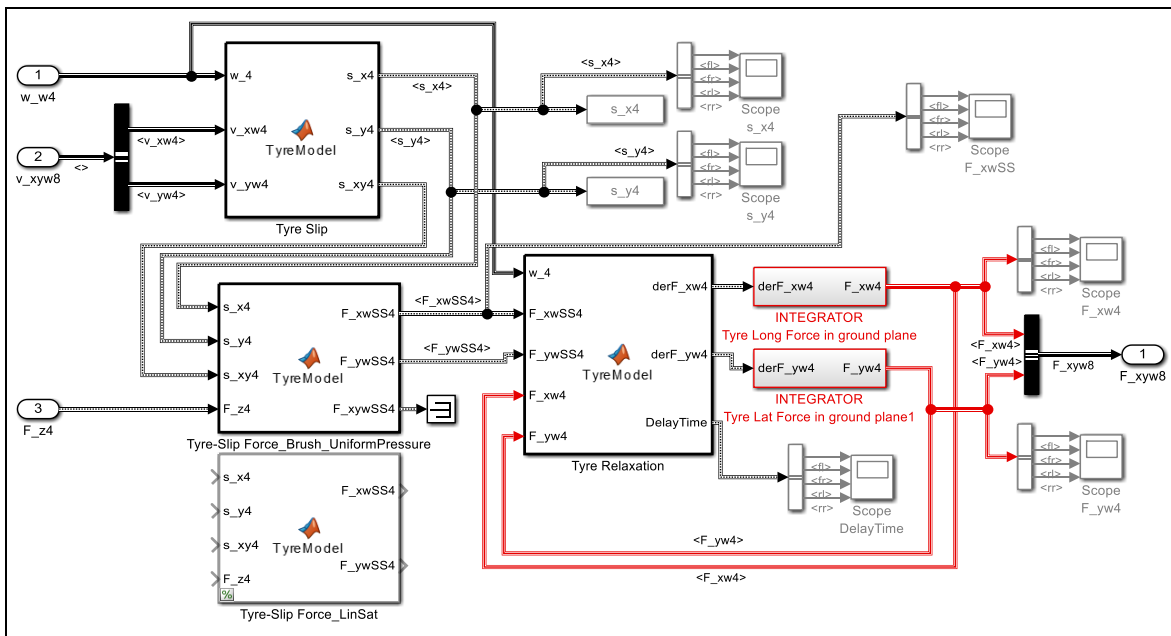 1
w_w4
2
v_xyw8
<>
<v_xw4>
<v_yw4>
w_4
v_xw4
v_yw4
TyreModel
s_x4
s_y4
s_xy4
Tyre Slip
<s_x4>
<s_y4>
<s_x4>
s_x4
<fl>
<fr>
<rl>
<rr>
Scope
s_x4
<s_y4>
s_y4
<fl>
<fr>
<rl>
<rr>
Scope
s_y4
<fl>
<fr>
<rl>
<rr>
Scope
F_xwSS
3
F_z4
s_x4
s_y4
s_xy4
F_z4
TyreModel
F_xwSS4
F_ywSS4
F_xywSS4
Tyre-Slip Force_Brush_UniformPressure
<F_xwSS4>
<F_ywSS4>
w_4
F_xwSS4
F_ywSS4
F_xw4
F_yw4
TyreModel
derF_xw4
derF_yw4
DelayTime
Tyre Relaxation
derF_xw4
F_xw4
INTEGRATOR
Tyre Long Force in ground plane
derF_yw4
F_yw4
INTEGRATOR
Tyre Lat Force in ground plane1
<fl>
<fr>
<rl>
<rr>
Scope
F_xw4
<F_xw4>
<F_yw4>
F_xyw8
1
F_xyw8
<fl>
<fr>
<rl>
<rr>
Scope
F_yw4
<fl>
<fr>
<rl>
<rr>
Scope
DelayTime
<F_yw4>
<F_xw4>
s_x4
s_y4
s_xy4
F_z4
%
TyreModel
F_xwSS4
F_ywSS4
Tyre-Slip Force_LinSat